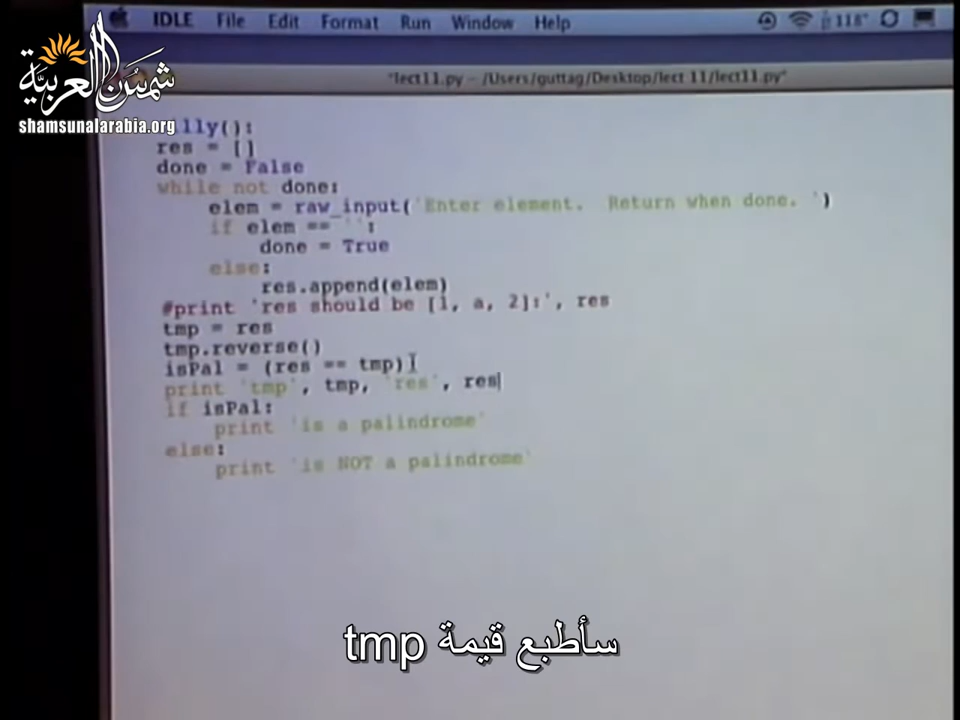 IDLE File Edit Format Run Window Help
شمس العربية
shamsunalarabia.org
*lect11.py - /Users/guttag/Desktop/lect 11/lect11.py*
lly():
res = []
done = False
while not done:
elem = raw_input('Enter element. Return when done. ')
if elem == '':
done = True
else:
res.append(elem)
#print 'res should be [1, a, 2]:', res
tmp = res
tmp.reverse()
isPal = (res == tmp)
print 'tmp', tmp, 'res', res
if isPal:
print 'is a palindrome'
else:
print 'is NOT a palindrome'
سأطبع قيمة tmp